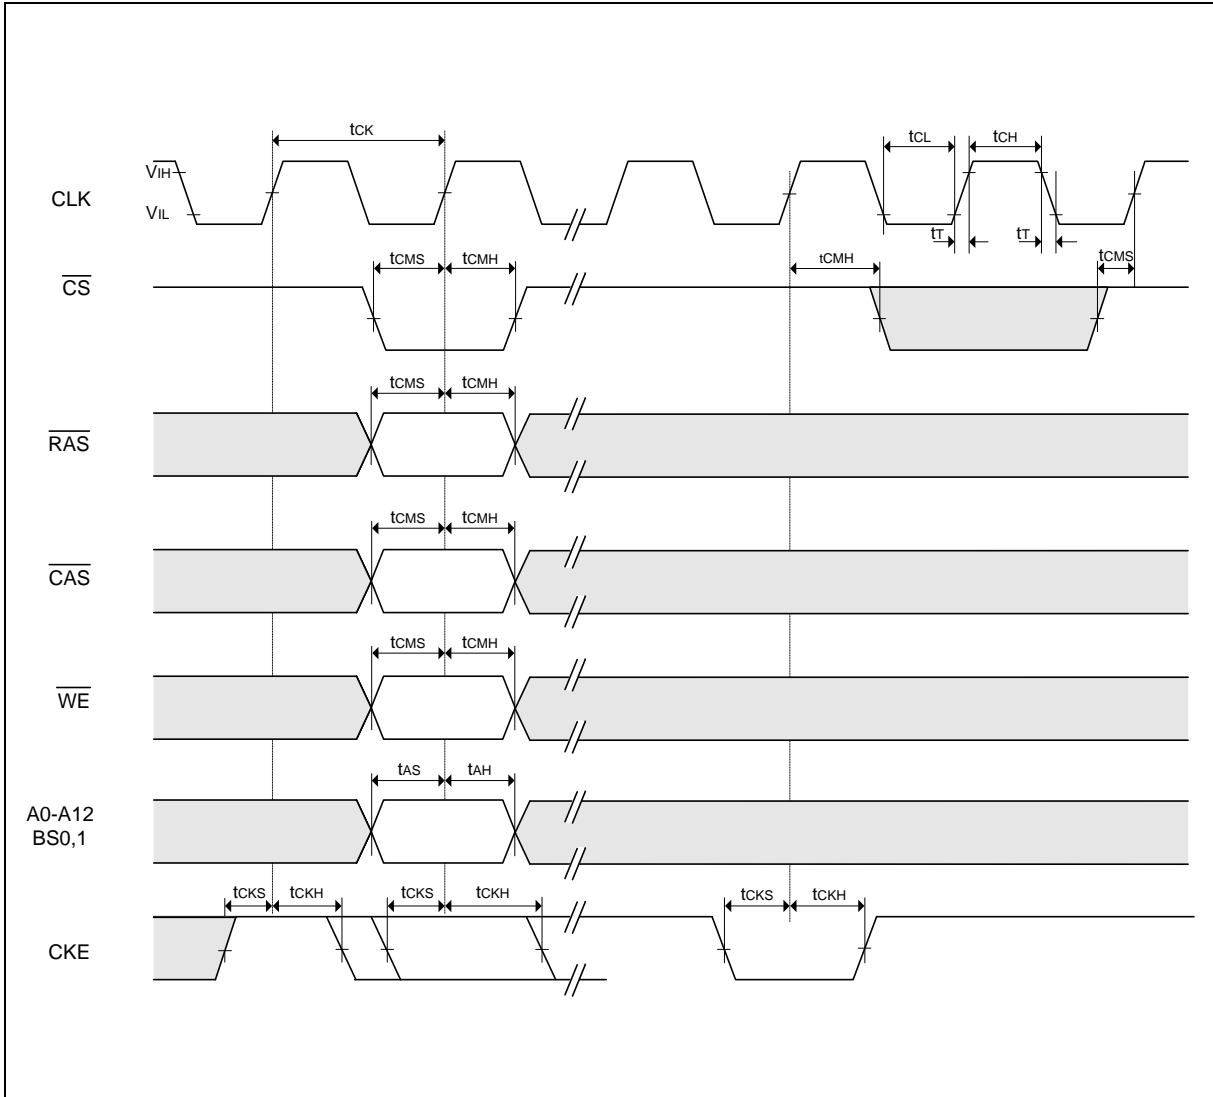 tCK
tCL
tCH
VIH
CLK
VIL
tT
tT
tCMS
tCMH
tCMH
tCMS
CS
tCMS
tCMH
RAS
tCMS
tCMH
CAS
tCMS
tCMH
WE
tAS
tAH
A0-A12
BS0,1
tCKS
tCKH
tCKS
tCKH
tCKS
tCKH
CKE